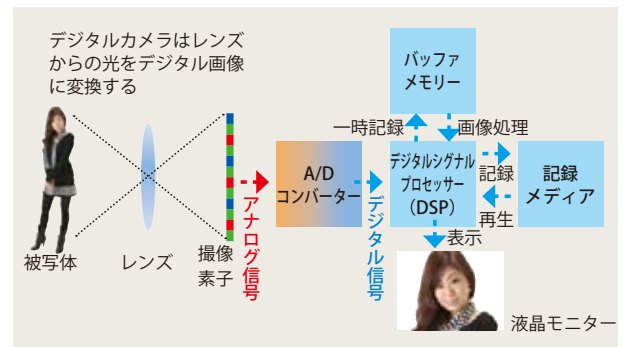 デジタルカメラはレンズ
からの光をデジタル画像
に変換する
被写体
レンズ
撮像
素子
アナログ信号
A/D
コンバーター
デジタル信号
バッファ
メモリー
一時記録
画像処理
デジタルシグナル
プロセッサー
（DSP）
記録
再生
記録
メディア
表示
液晶モニター